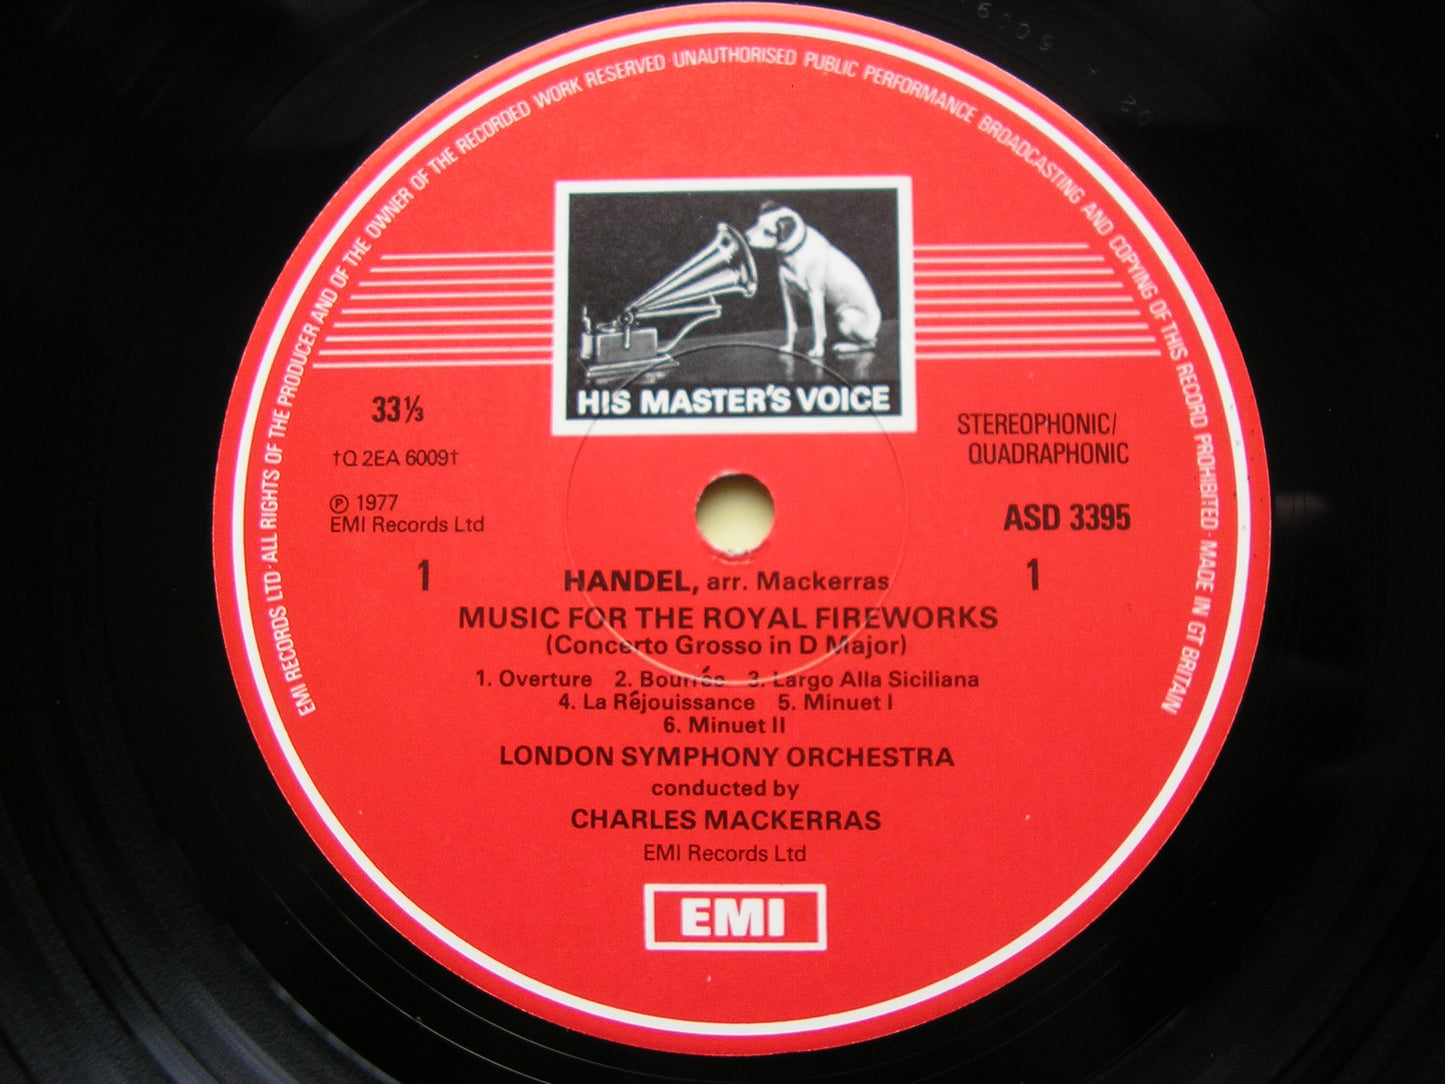 EMI RECORDS LTD · ALL RIGHTS OF THE PRODUCER AND OF THE OWNER OF THE RECORDED WORK RESERVED · UNAUTHORISED PUBLIC PERFORMANCE BROADCASTING AND COPYING OF THIS RECORD PROHIBITED · MADE IN GT BRITAIN
HIS MASTER'S VOICE
33⅓
†Q 2EA 6009†
℗ 1977
EMI Records Ltd
1
STEREOPHONIC/
QUADRAPHONIC
ASD 3395
1
HANDEL, arr. Mackerras
MUSIC FOR THE ROYAL FIREWORKS
(Concerto Grosso in D Major)
1. Overture 2. Bourrée 3. Largo Alla Siciliana
4. La Réjouissance 5. Minuet I
6. Minuet II
LONDON SYMPHONY ORCHESTRA
conducted by
CHARLES MACKERRAS
EMI Records Ltd
EMI